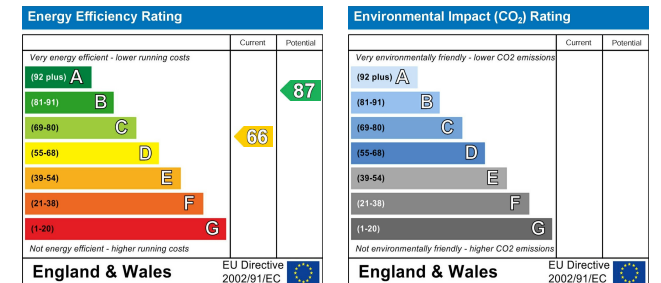 Energy Efficiency Rating
Current Potential
Very energy efficient - lower running costs
(92 plus) A
(81-91) B
(69-80) C
(55-68) D
(39-54) E
(21-38) F
(1-20) G
66
87
Not energy efficient - higher running costs
England & Wales
EU Directive
2002/91/EC
Environmental Impact (CO₂) Rating
Current Potential
Very environmentally friendly - lower CO2 emissions
(92 plus) A
(81-91) B
(69-80) C
(55-68) D
(39-54) E
(21-38) F
(1-20) G
Not environmentally friendly - higher CO2 emissions
England & Wales
EU Directive
2002/91/EC